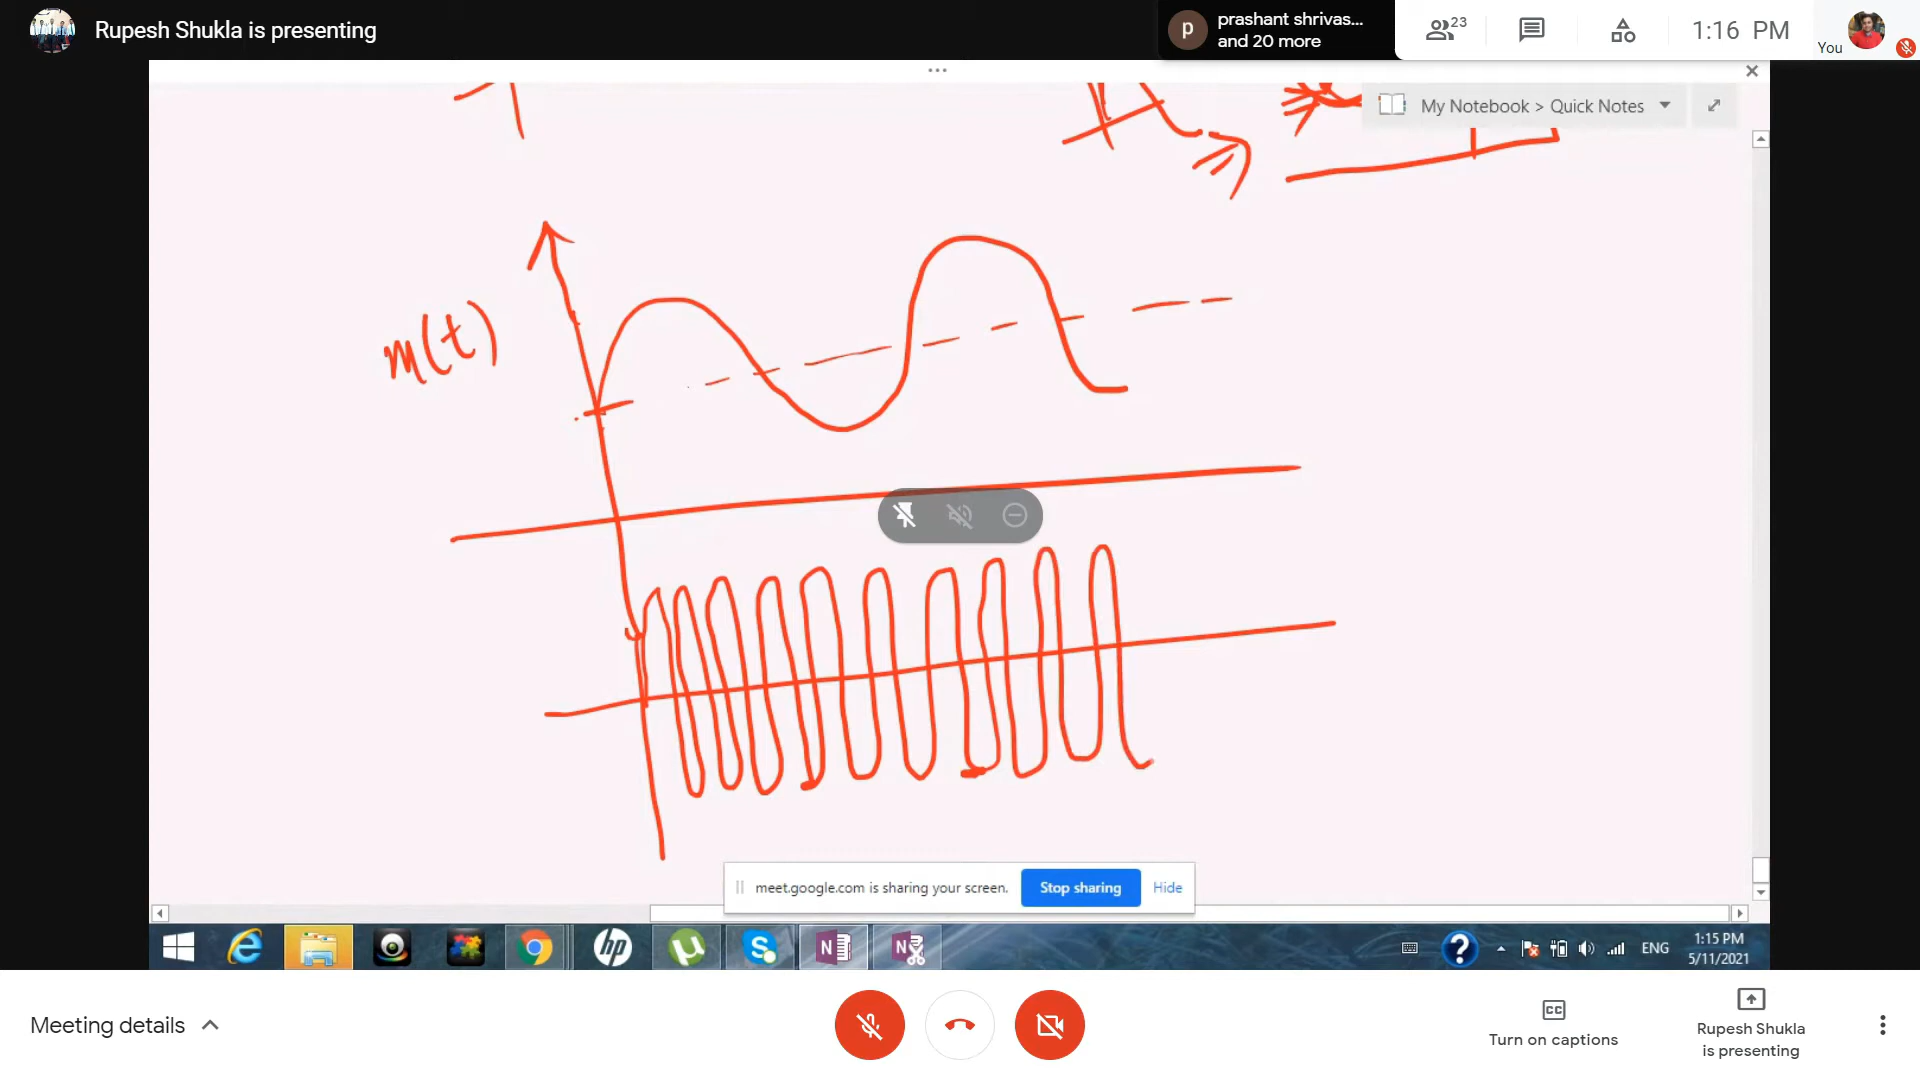 Rupesh Shukla is presenting
p
prashant shrivas...
and 20 more
23
1:16 PM
You
My Notebook > Quick Notes
m(t)
meet.google.com is sharing your screen.
Stop sharing
Hide
hp
N
N
ENG
1:15 PM
5/11/2021
Meeting details
CC
Turn on captions
Rupesh Shukla
is presenting